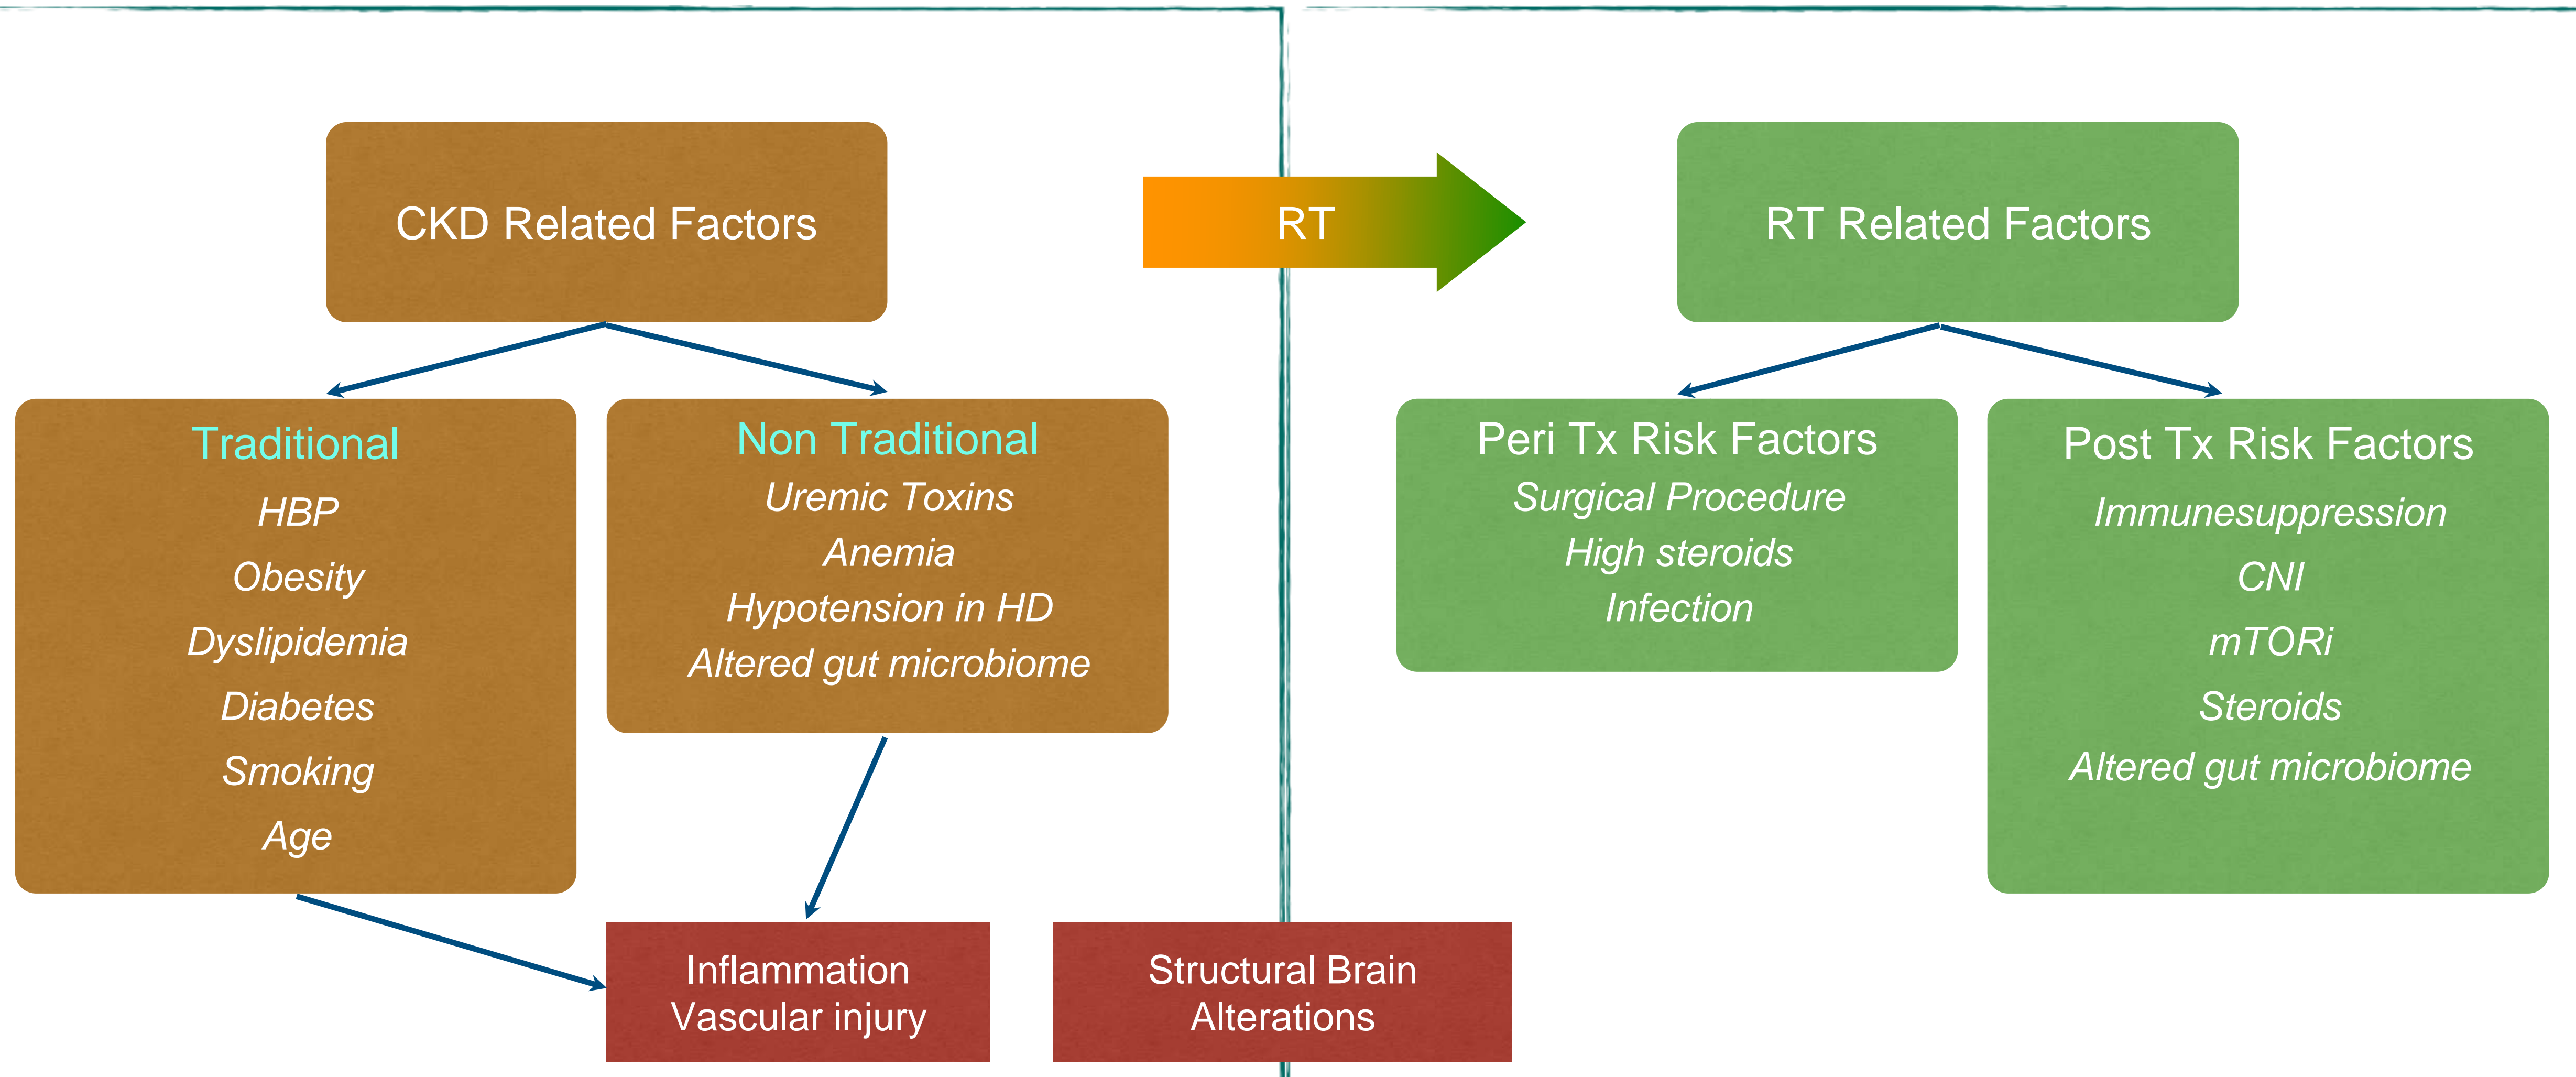 CKD Related Factors
RT
RT Related Factors
Traditional
HBP
Obesity
Dyslipidemia
Diabetes
Smoking
Age
Non Traditional
Uremic Toxins
Anemia
Hypotension in HD
Altered gut microbiome
Peri Tx Risk Factors
Surgical Procedure
High steroids
Infection
Post Tx Risk Factors
Immunesuppression
CNI
mTORi
Steroids
Altered gut microbiome
Inflammation
Vascular injury
Structural Brain
Alterations